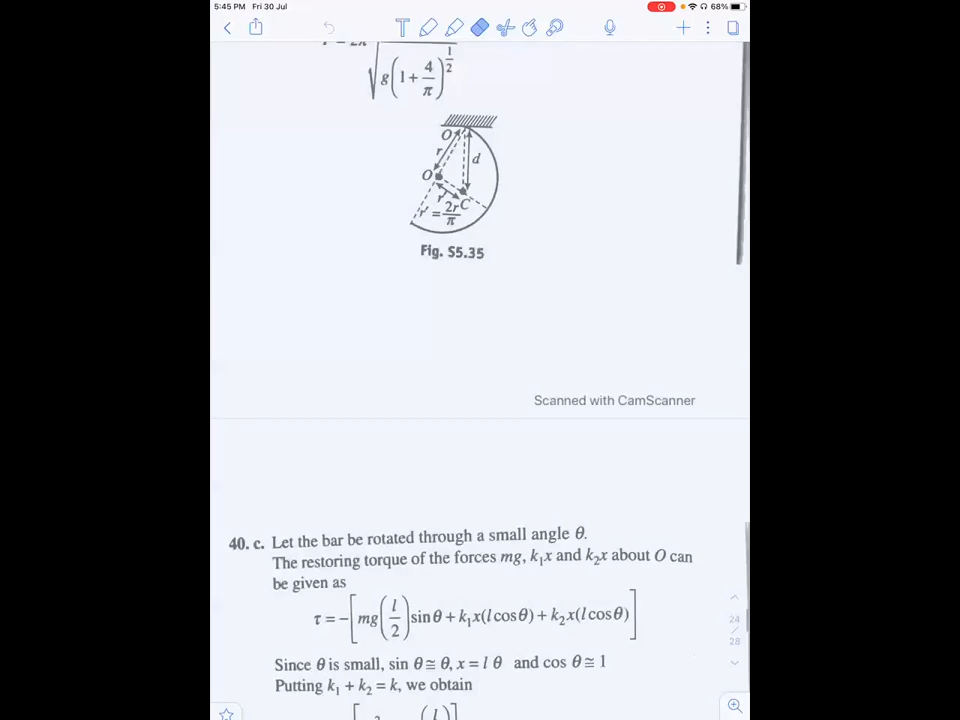 5:45 PM Fri 30 Jul
68%
g(1+4/π)^1/2
O
r
d
O
r'
C
r' = 2r/π
Fig. S5.35
Scanned with CamScanner
40. c. Let the bar be rotated through a small angle θ.
The restoring torque of the forces mg, k₁x and k₂x about O can
be given as
τ = −[mg(l/2) sin θ + k₁x(l cos θ) + k₂x(l cos θ)]
Since θ is small, sin θ ≅ θ, x = l θ and cos θ ≅ 1
Putting k₁ + k₂ = k, we obtain
24
28